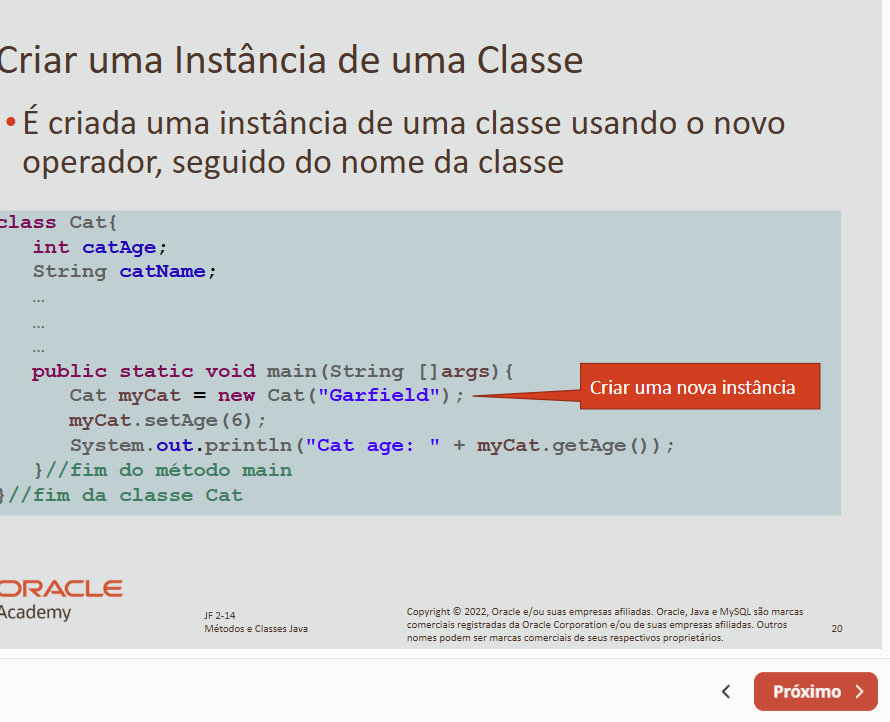 Criar uma Instância de uma Classe
•É criada uma instância de uma classe usando o novo
operador, seguido do nome da classe
class Cat{
int catAge;
String catName;
…
…
…
public static void main(String []args){
Cat myCat = new Cat("Garfield");
Criar uma nova instância
myCat.setAge(6);
System.out.println("Cat age: " + myCat.getAge());
}//fim do método main
}//fim da classe Cat
ORACLE
Academy
JF 2-14
Métodos e Classes Java
Copyright © 2022, Oracle e/ou suas empresas afiliadas. Oracle, Java e MySQL são marcas
comerciais registradas da Oracle Corporation e/ou de suas empresas afiliadas. Outros
nomes podem ser marcas comerciais de seus respectivos proprietários.
20
Próximo